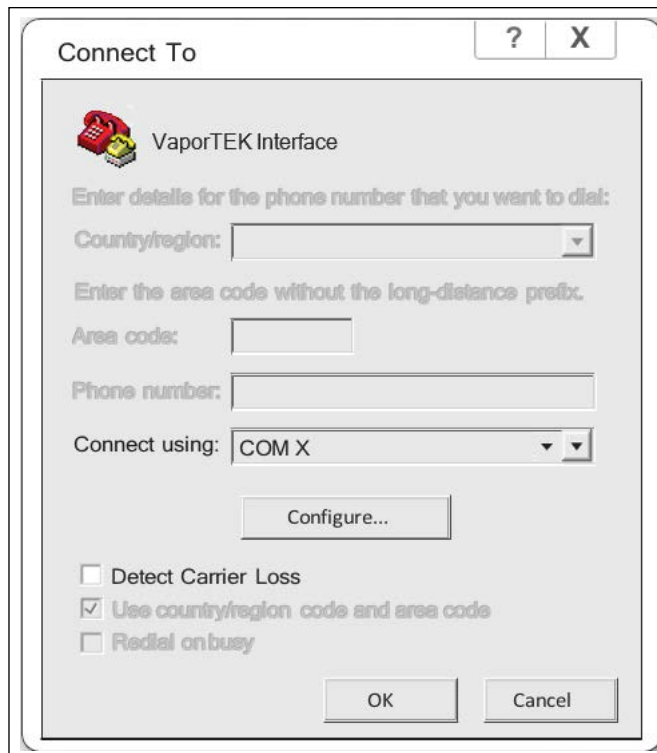 Connect To
? X
VaporTEK Interface
Enter details for the phone number that you want to dial:
Country/region:
Enter the area code without the long-distance prefix.
Area code:
Phone number:
Connect using: COM X
Configure...
Detect Carrier Loss
Use country/region code and area code
Redial on busy
OK Cancel